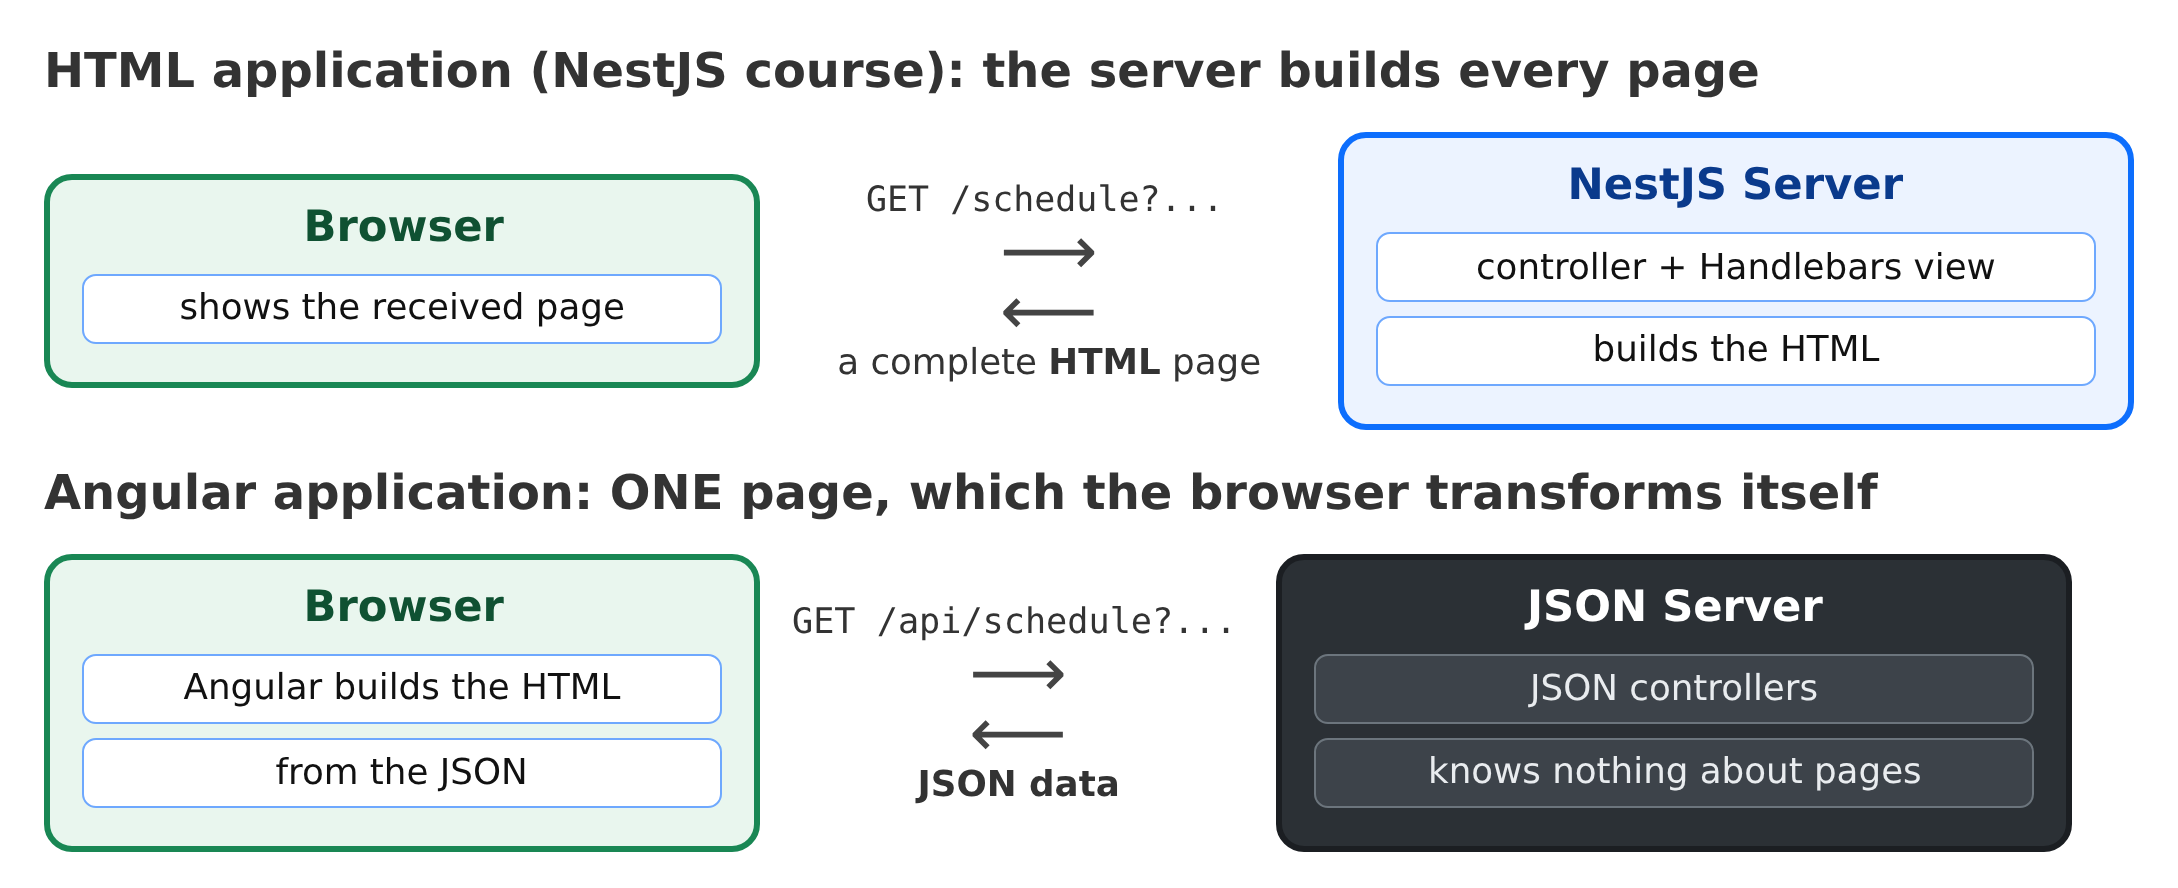 HTML application (NestJS course): the server builds every page
Browser
shows the received page
GET /schedule?...
⟶
⟵
a complete HTML page
NestJS Server
controller + Handlebars view
builds the HTML
Angular application: ONE page, which the browser transforms itself
Browser
Angular builds the HTML
from the JSON
GET /api/schedule?...
⟶
⟵
JSON data
JSON Server
JSON controllers
knows nothing about pages